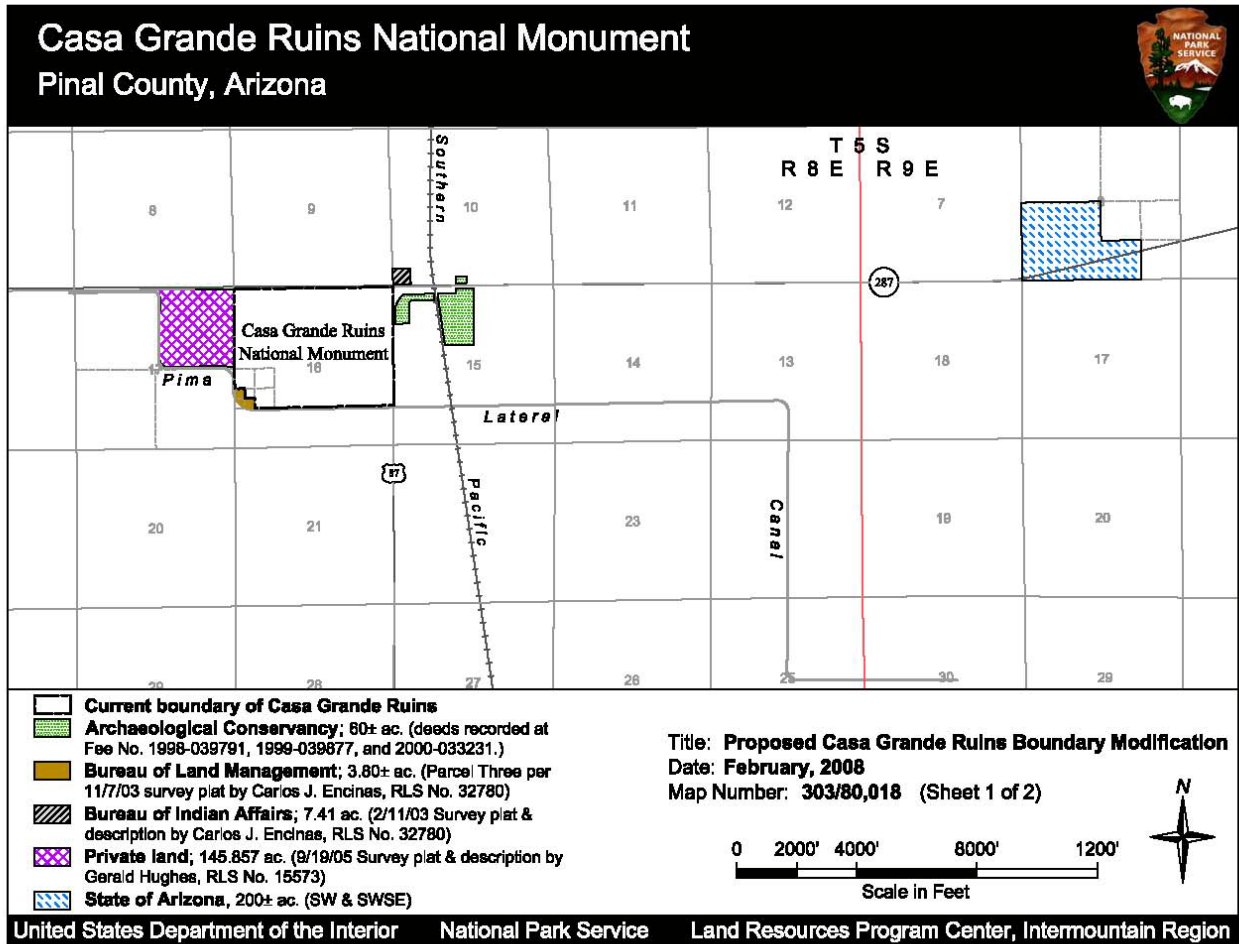 Casa Grande Ruins National Monument
Pinal County, Arizona
NATIONAL
PARK
SERVICE
Southern
T 5 S
R 8 E R 9 E
8
9
10
11
12
7
287
Casa Grande Ruins
National Monument
17
16
15
14
13
18
17
Pima
Lateral
87
Pacific
Canal
20
21
23
19
20
29
28
27
26
25
30
29
Current boundary of Casa Grande Ruins
Archaeological Conservancy; 60± ac. (deeds recorded at
Fee No. 1998-039791, 1999-039877, and 2000-033231.)
Bureau of Land Management; 3.80± ac. (Parcel Three per
11/7/03 survey plat by Carlos J. Encinas, RLS No. 32780)
Bureau of Indian Affairs; 7.41 ac. (2/11/03 Survey plat &
description by Carlos J. Encinas, RLS No. 32780)
Private land; 145.857 ac. (9/19/05 Survey plat & description by
Gerald Hughes, RLS No. 15573)
State of Arizona, 200± ac. (SW & SWSE)
Title: Proposed Casa Grande Ruins Boundary Modification
Date: February, 2008
Map Number: 303/80,018 (Sheet 1 of 2)
N
0 2000' 4000' 8000' 1200'
Scale in Feet
United States Department of the Interior National Park Service Land Resources Program Center, Intermountain Region